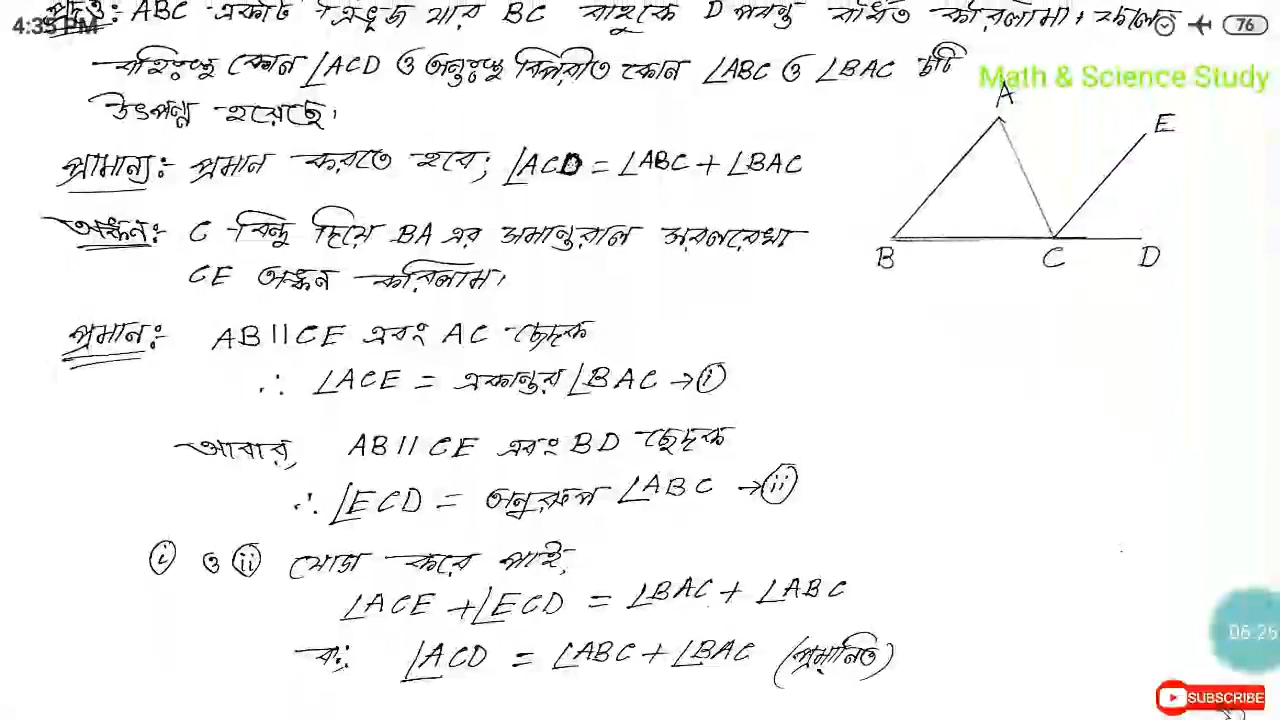 প্রদত্ত:- ABC একটি ত্রিভূজ যার BC বাহুকে D পর্যন্ত বর্ধিত করিলাম। ফলে
4:35 PM
76
বহিঃস্থ কোন ∠ACD ও অন্তঃস্থ বিপরীত কোন ∠ABC ও ∠BAC দুটি
উৎপন্ন হয়েছে।
Math & Science Study
প্রামান্য:- প্রমান করতে হবে; ∠ACD = ∠ABC + ∠BAC
অঙ্কন:- C বিন্দু দিয়ে BA এর সমান্তরাল সরলরেখা
CE অঙ্কন করিলাম।
A
E
B
C
D
প্রমান:- AB || CE এবং AC ছেদক
∴ ∠ACE = একান্তর ∠BAC → (i)
আবার, AB || CE এবং BD ছেদক
∴ ∠ECD = অনুরূপ ∠ABC → (ii)
(i) ও (ii) যোগ করে পাই,
∠ACE + ∠ECD = ∠BAC + ∠ABC
বা, ∠ACD = ∠ABC + ∠BAC (প্রমানিত)
06:26
SUBSCRIBE